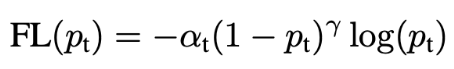 FL(pₜ) = −αₜ(1 − pₜ)ᵞ log(pₜ)